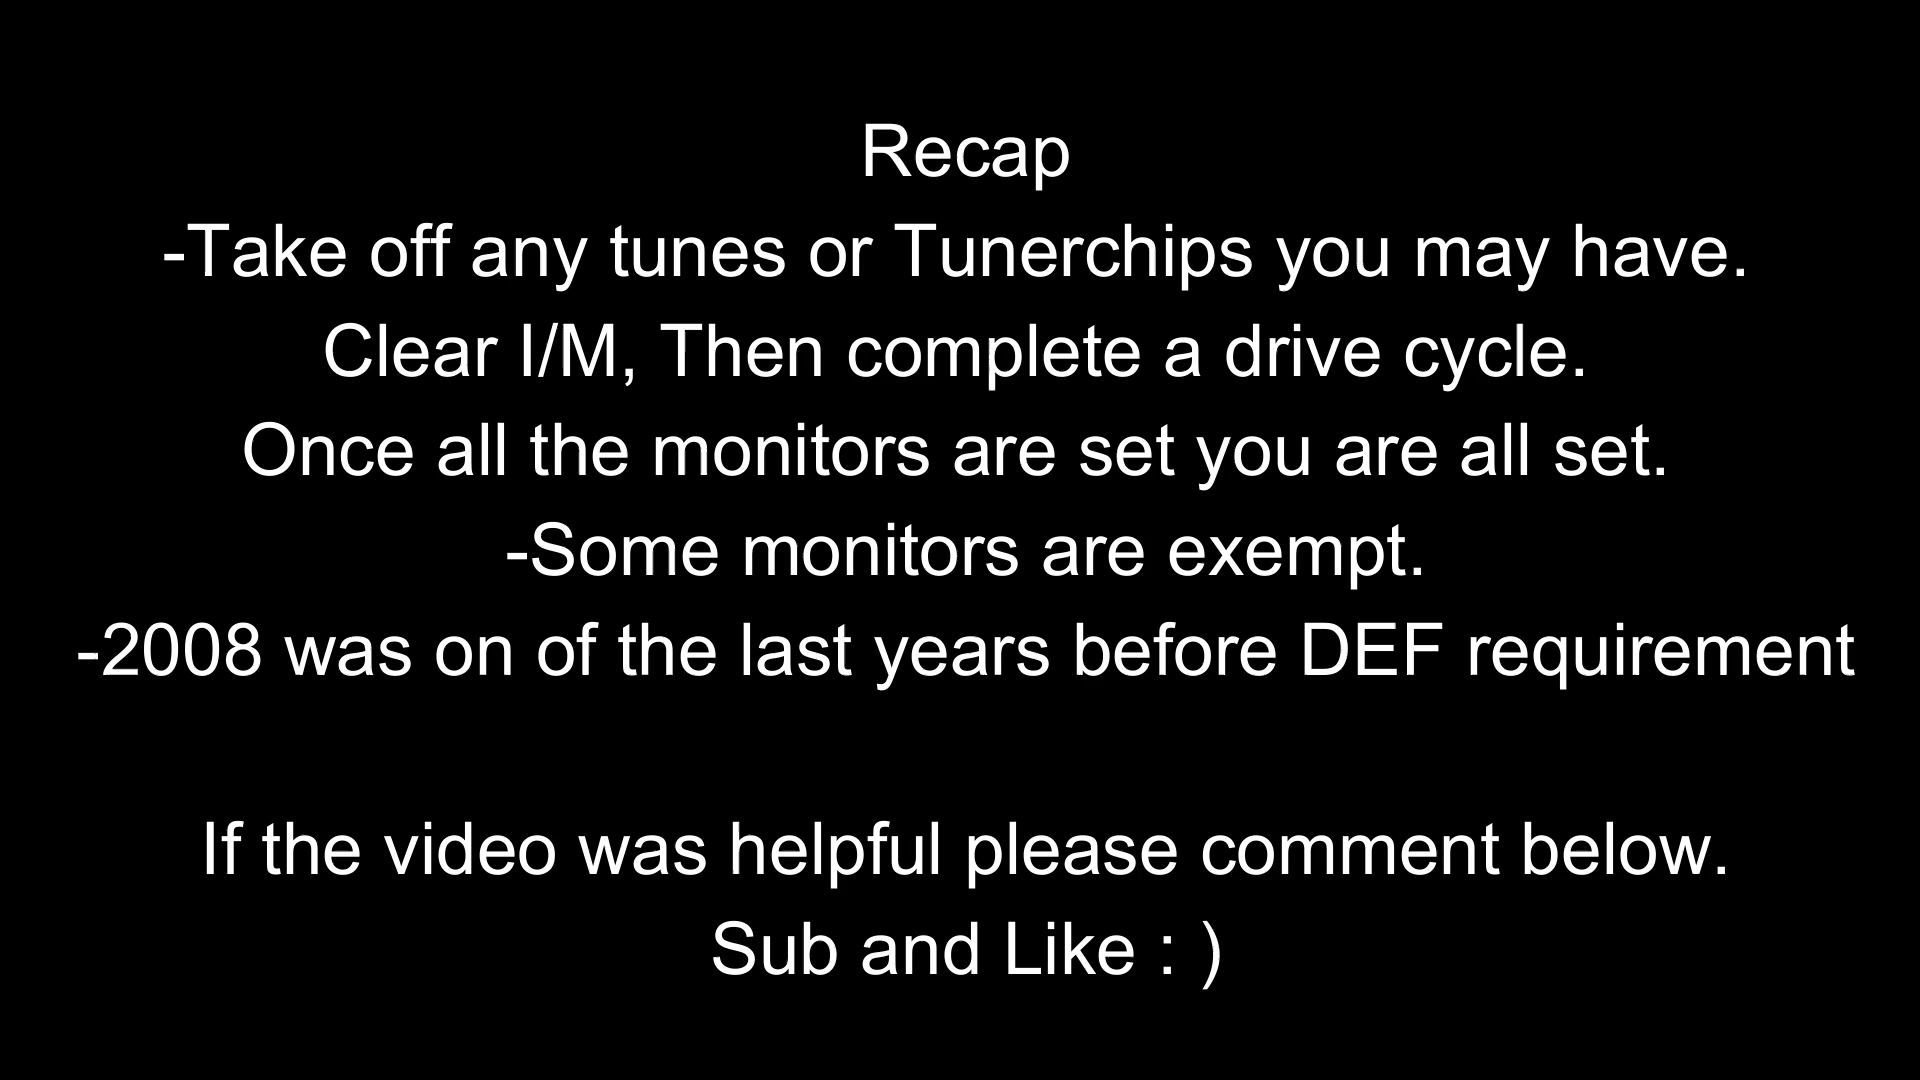 Recap
-Take off any tunes or Tunerchips you may have.
Clear I/M, Then complete a drive cycle.
Once all the monitors are set you are all set.
-Some monitors are exempt.
-2008 was on of the last years before DEF requirement
If the video was helpful please comment below.
Sub and Like : )